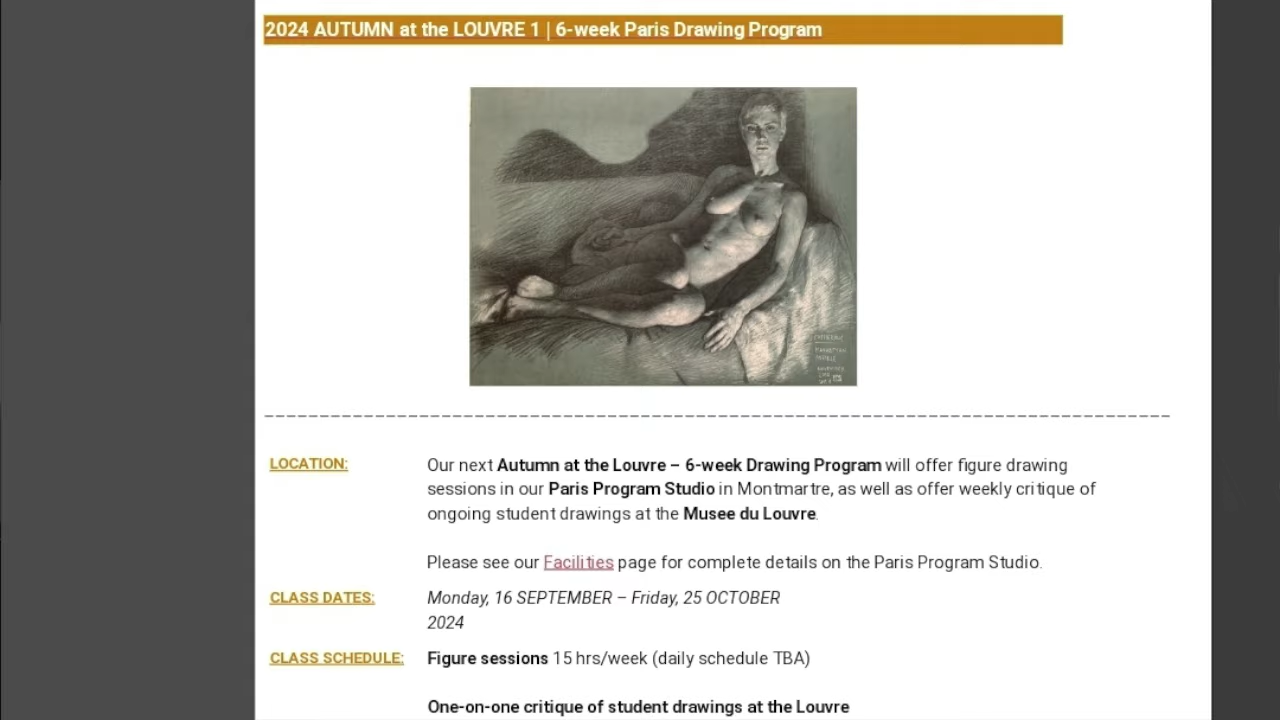 2024 AUTUMN at the LOUVRE 1 | 6-week Paris Drawing Program
LOCATION:
Our next Autumn at the Louvre – 6-week Drawing Program will offer figure drawing
sessions in our Paris Program Studio in Montmartre, as well as offer weekly critique of
ongoing student drawings at the Musee du Louvre.
Please see our Facilities page for complete details on the Paris Program Studio.
CLASS DATES:
Monday, 16 SEPTEMBER – Friday, 25 OCTOBER
2024
CLASS SCHEDULE:
Figure sessions 15 hrs/week (daily schedule TBA)
One-on-one critique of student drawings at the Louvre